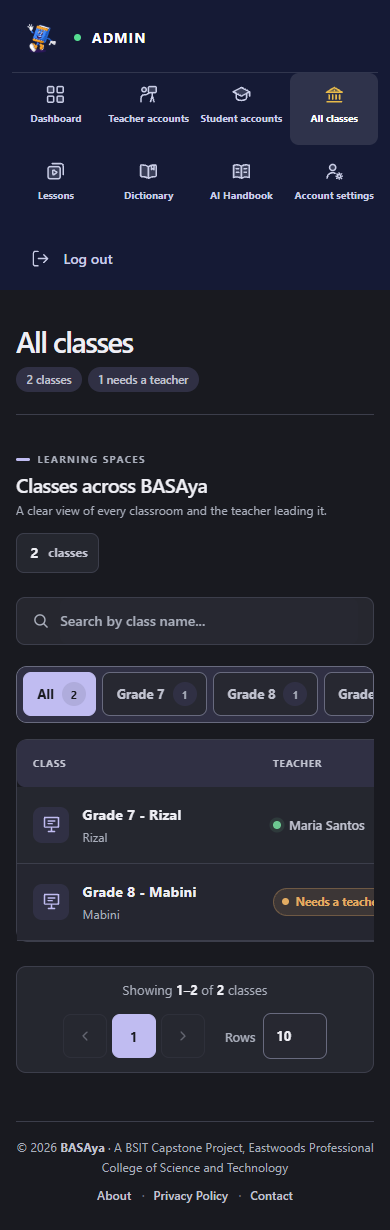 ADMIN
Dashboard
Teacher accounts
Student accounts
All classes
Lessons
Dictionary
AI Handbook
Account settings
Log out
All classes
2 classes
1 needs a teacher
LEARNING SPACES
Classes across BASAya
A clear view of every classroom and the teacher leading it.
2 classes
Search by class name...
All 2
Grade 7 1
Grade 8 1
Grade
CLASS TEACHER
Grade 7 - Rizal
Rizal
Maria Santos
Grade 8 - Mabini
Mabini
Needs a teache
Showing 1–2 of 2 classes
1
Rows 10
© 2026 BASAya · A BSIT Capstone Project, Eastwoods Professional
College of Science and Technology
About · Privacy Policy · Contact